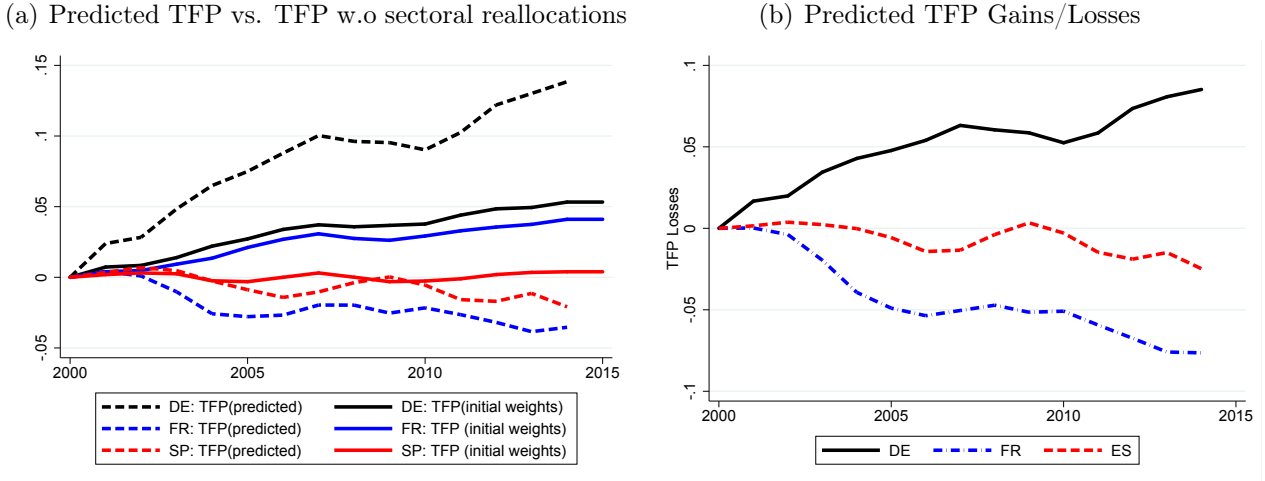 (a) Predicted TFP vs. TFP w.o sectoral reallocations
.15
.1
.05
0
-.05
2000 2005 2010 2015
DE: TFP(predicted) DE: TFP(initial weights)
FR: TFP(predicted) FR: TFP (initial weights)
SP: TFP(predicted) SP: TFP (initial weights)
(b) Predicted TFP Gains/Losses
TFP Losses
.1
.05
0
-.05
-.1
2000 2005 2010 2015
DE FR ES